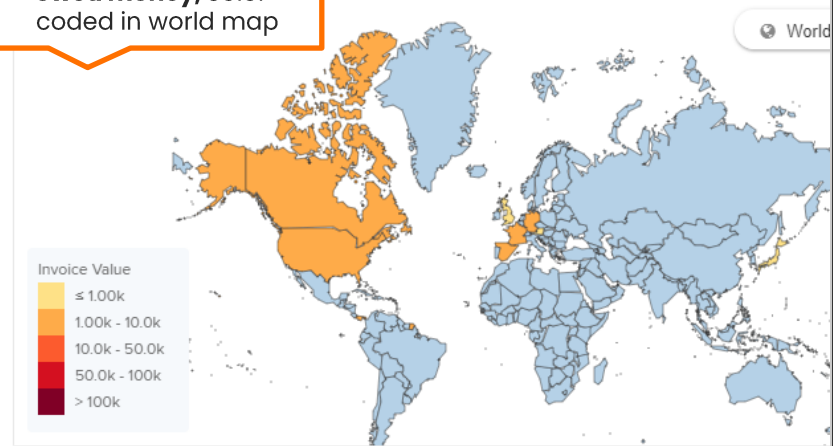 coded in world map
World
Invoice Value
≤ 1.00k
1.00k - 10.0k
10.0k - 50.0k
50.0k - 100k
> 100k